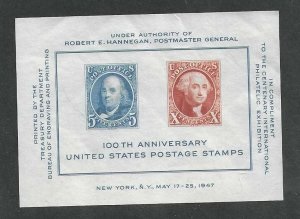 UNDER AUTHORITY OF
ROBERT E. HANNEGAN, POSTMASTER GENERAL
PRINTED BY THE
TREASURY DEPARTMENT,
BUREAU OF ENGRAVING AND PRINTING
IN COMPLIMENT
TO THE CENTENARY INTERNATIONAL
PHILATELIC EXHIBITION
POST OFFICE
5 5
POST OFFICE
X X
100TH ANNIVERSARY
UNITED STATES POSTAGE STAMPS
NEW YORK, N.Y., MAY 17-25, 1947